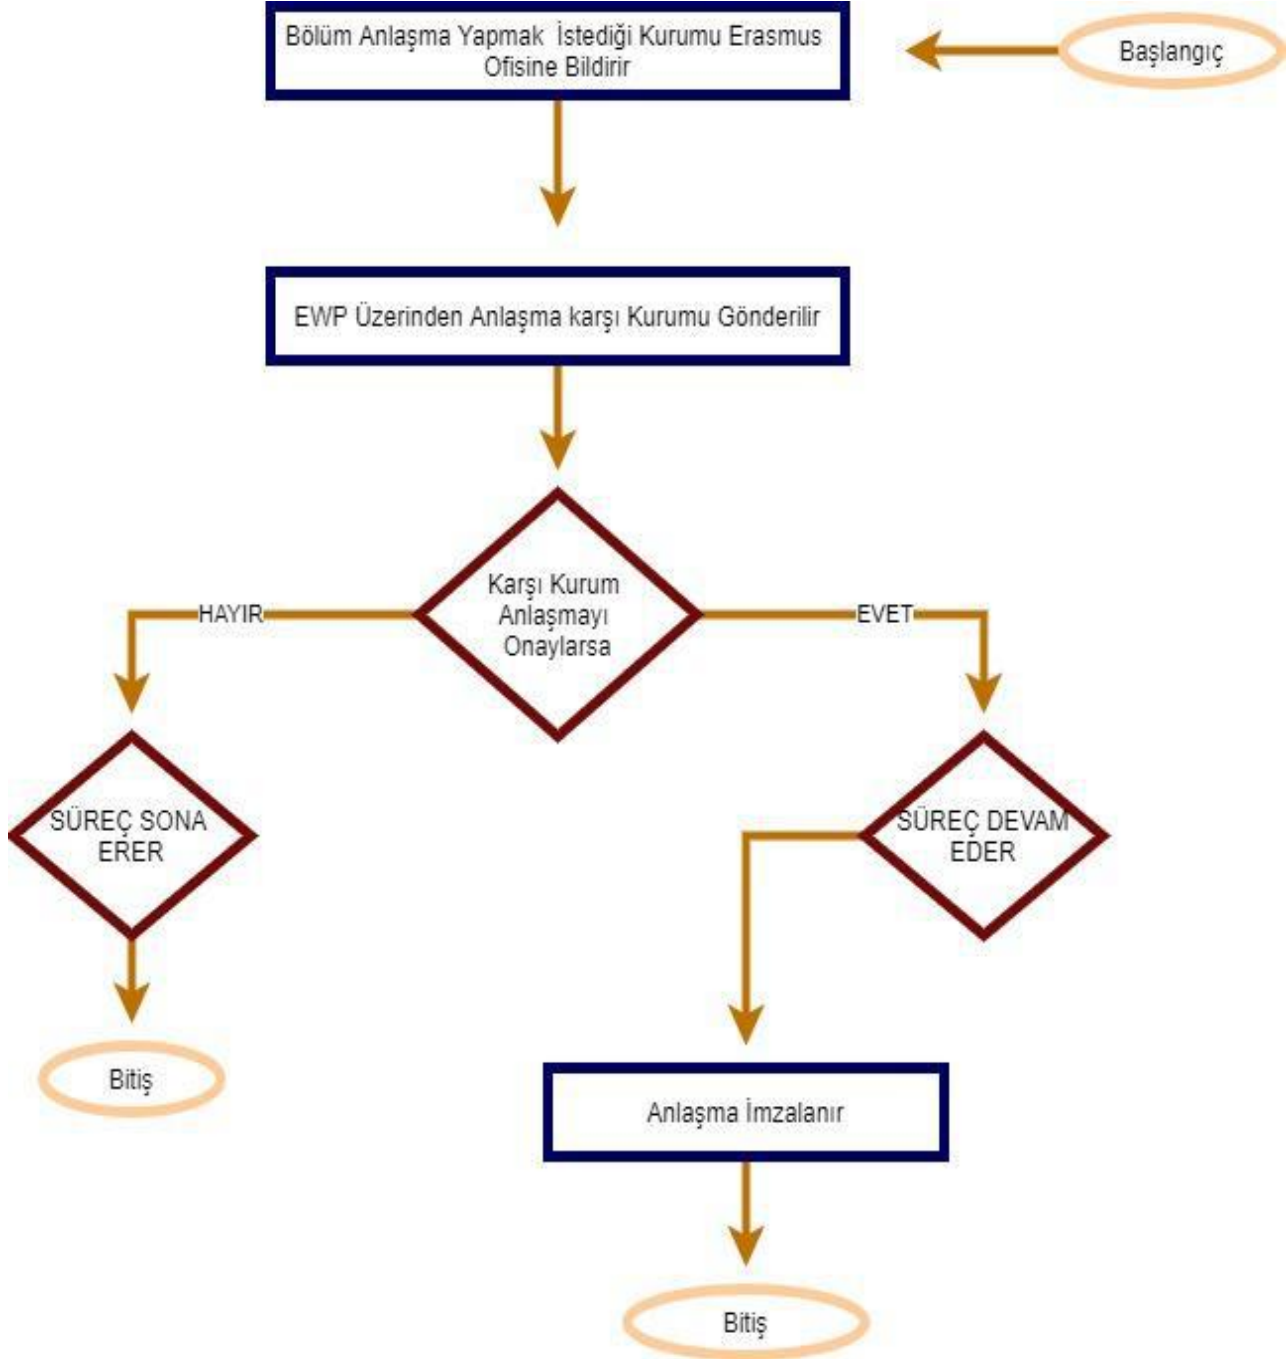 Başlangıç
Bölüm Anlaşma Yapmak İstediği Kurumu Erasmus
Ofisine Bildirir
EWP Üzerinden Anlaşma karşı Kurumu Gönderilir
Karşı Kurum
Anlaşmayı
Onaylarsa
HAYIR
EVET
SÜREÇ SONA
ERER
SÜREÇ DEVAM
EDER
Bitiş
Anlaşma İmzalanır
Bitiş